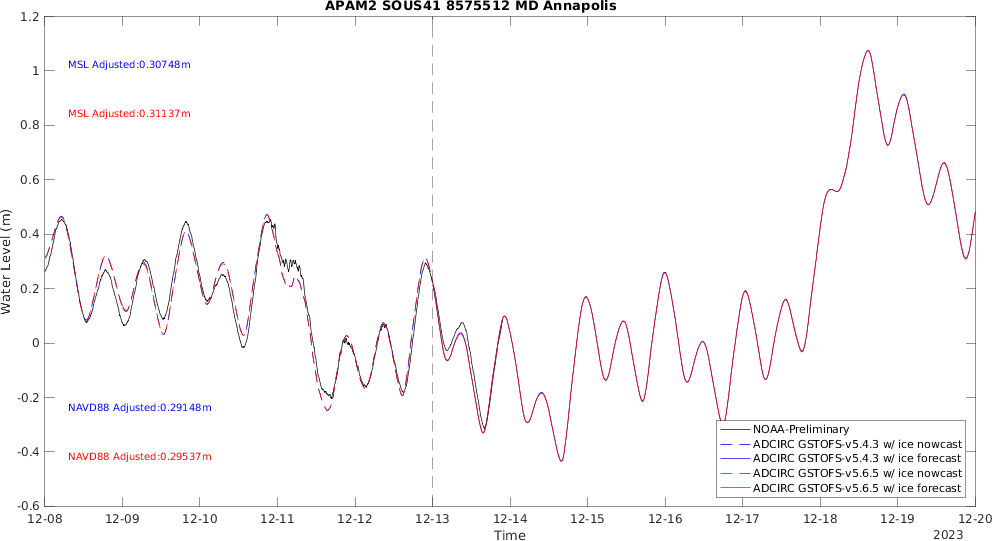 APAM2 SOUS41 8575512 MD Annapolis
1.2
1
0.8
0.6
0.4
0.2
0
-0.2
-0.4
-0.6
Water Level (m)
MSL Adjusted:0.30748m
MSL Adjusted:0.31137m
NAVD88 Adjusted:0.29148m
NAVD88 Adjusted:0.29537m
NOAA-Preliminary
ADCIRC GSTOFS-v5.4.3 w/ ice nowcast
ADCIRC GSTOFS-v5.4.3 w/ ice forecast
ADCIRC GSTOFS-v5.6.5 w/ ice nowcast
ADCIRC GSTOFS-v5.6.5 w/ ice forecast
12-08 12-09 12-10 12-11 12-12 12-13 12-14 12-15 12-16 12-17 12-18 12-19 12-20
Time
2023